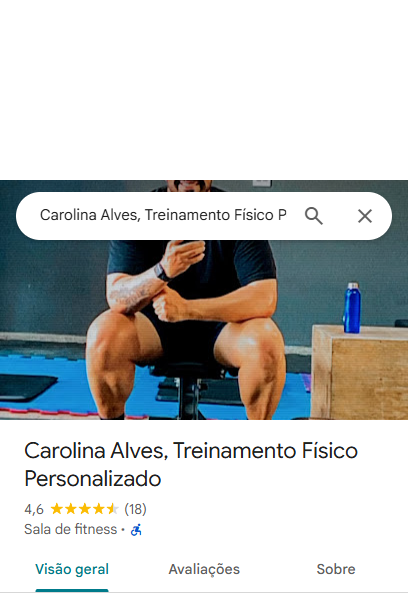 Carolina Alves, Treinamento Físico P
Carolina Alves, Treinamento Físico
Personalizado
4,6 (18)
Sala de fitness ·
Visão geral Avaliações Sobre